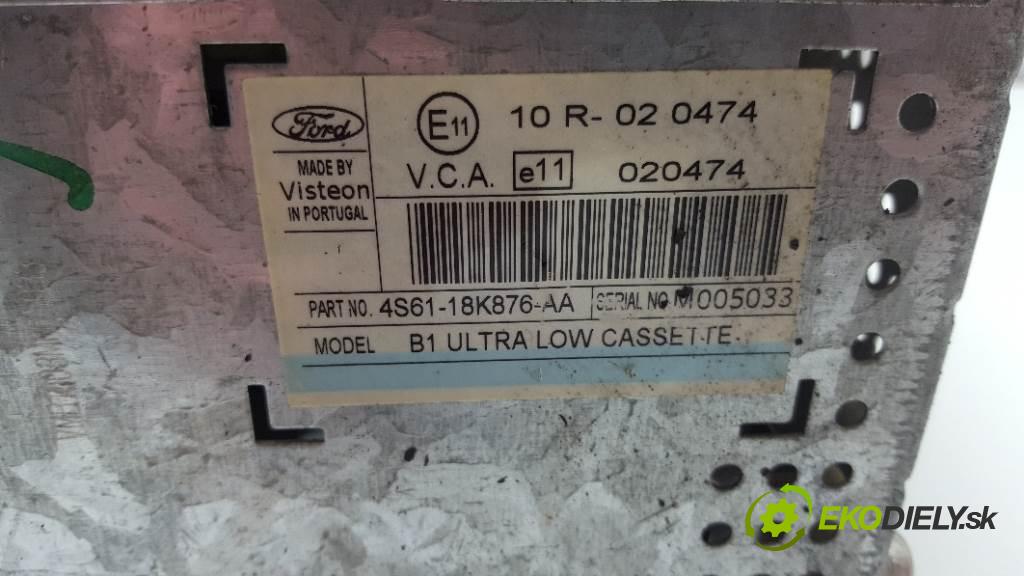 Ford
MADE BY
Visteon
IN PORTUGAL
E11 10 R- 02 0474
V.C.A. e11 020474
PART NO. 4S61-18K876-AA SERIAL NO M005033
MODEL B1 ULTRA LOW CASSETTE
EKODIELY.sk